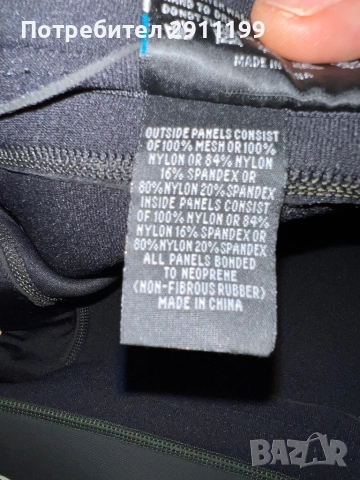 Потребител 2911199
MADE IN
OUTSIDE PANELS CONSIST
OF 100% MESH OR 100%
NYLON OR 84% NYLON
16% SPANDEX OR
80% NYLON 20% SPANDEX
INSIDE PANELS CONSIST
OF 100% NYLON OR 84%
NYLON 16% SPANDEX OR
80% NYLON 20% SPANDEX
ALL PANELS BONDED
TO NEOPRENE
(NON-FIBROUS RUBBER)
MADE IN CHINA
BAZAR
bg